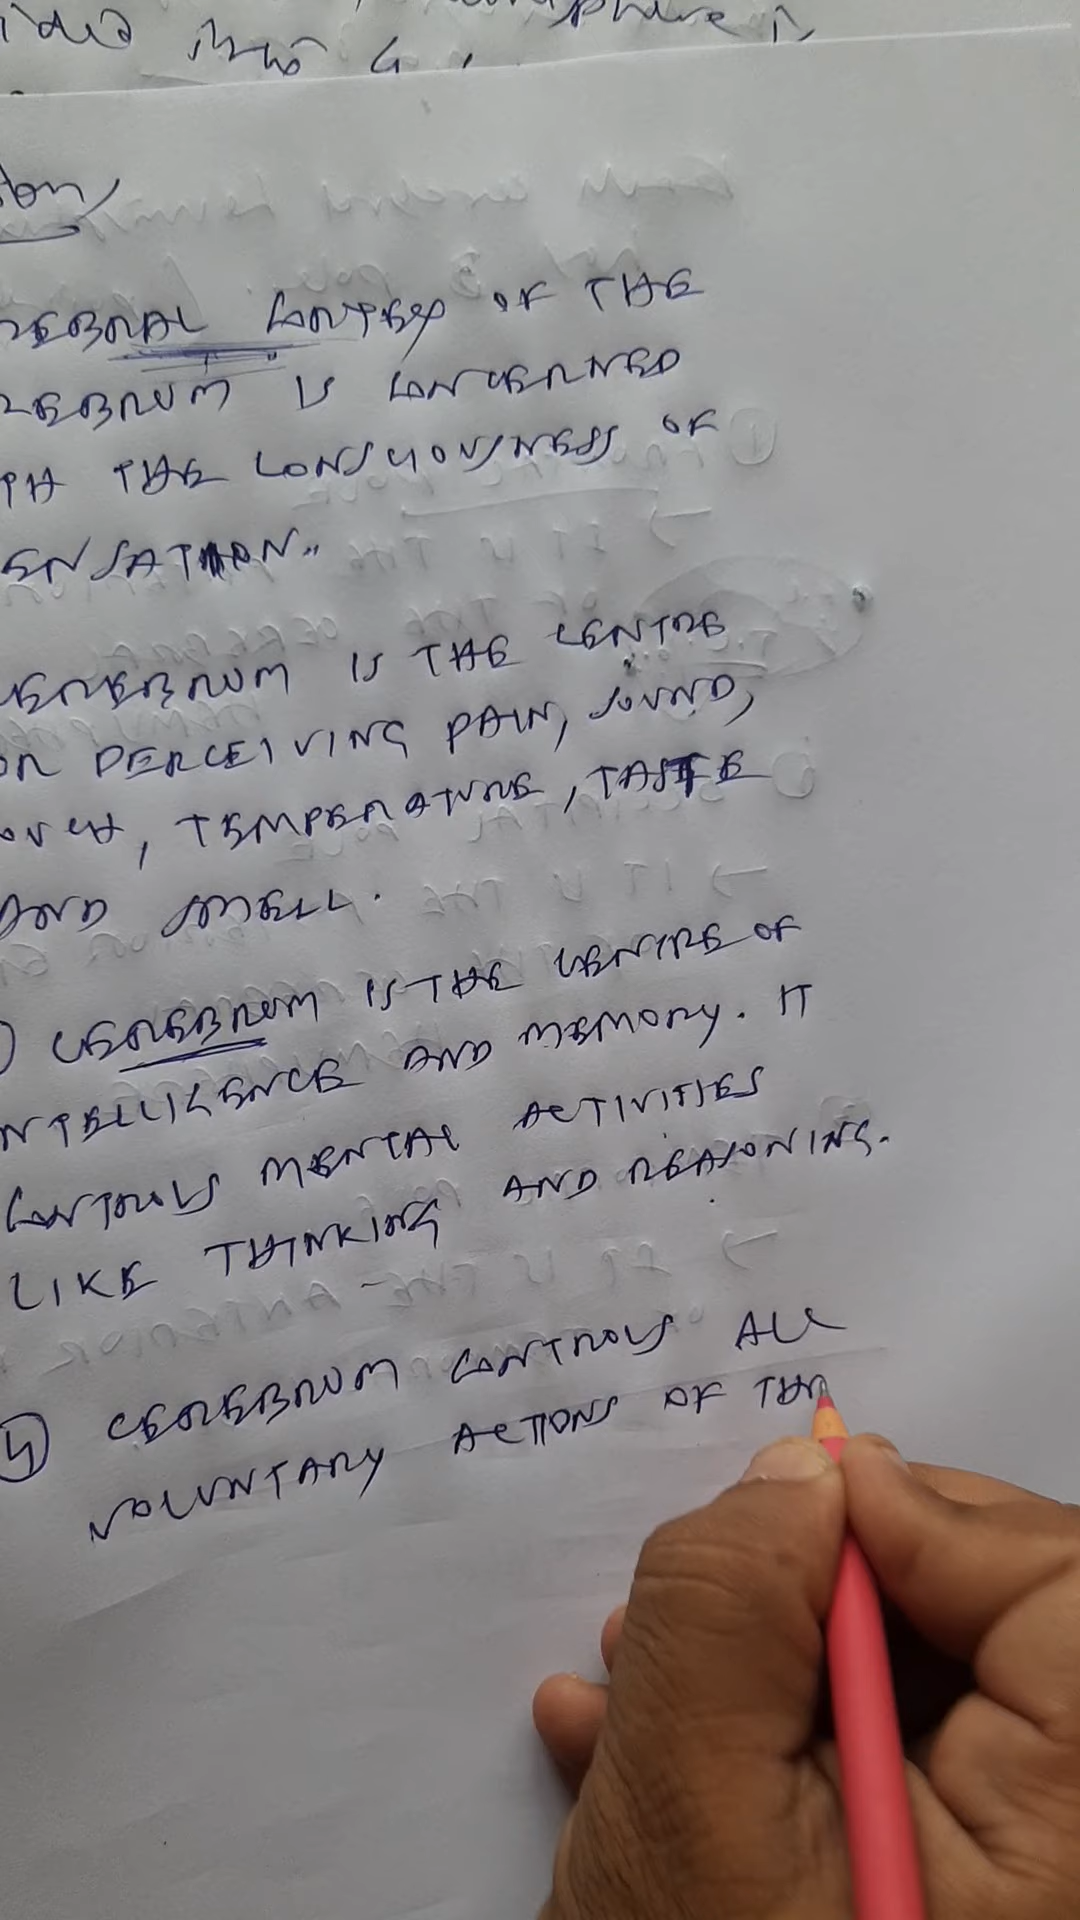 CEREBRAL CORTEX OF THE
CEREBRUM IS CONCERNED
WITH THE CONSCIOUSNESS OF
SENSATION.
CEREBRUM IS THE CENTRE
FOR PERCEIVING PAIN, SOUND,
TOUCH, TEMPERATURE, TASTE
AND SMELL.
CEREBRUM IS THE CENTRE OF
INTELLIGENCE AND MEMORY. IT
CONTROLS MENTAL ACTIVITIES
LIKE THINKING AND REASONING.
4 CEREBRUM CONTROLS ALL
VOLUNTARY ACTIONS OF THE